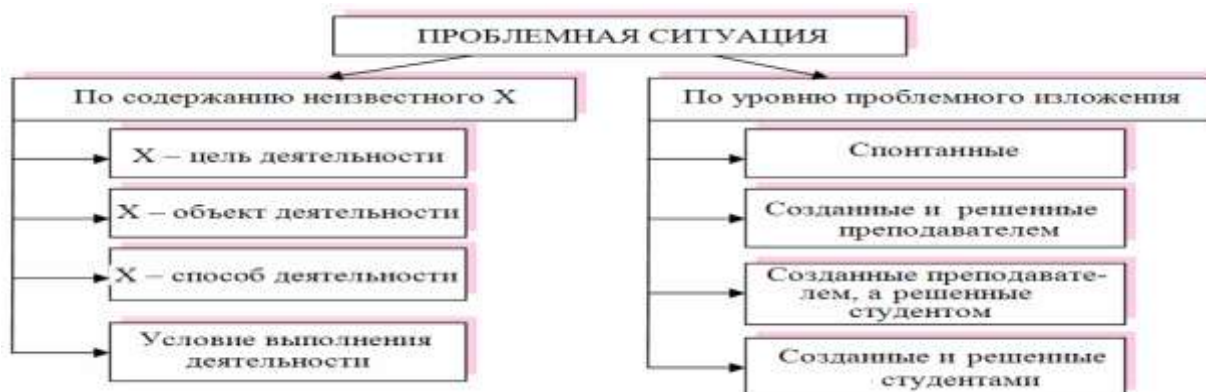 ПРОБЛЕМНАЯ СИТУАЦИЯ
По содержанию неизвестного X
X – цель деятельности
X – объект деятельности
X – способ деятельности
Условие выполнения
деятельности
По уровню проблемного изложения
Спонтанные
Созданные и решенные
преподавателем
Созданные преподавате-
лем, а решенные
студентом
Созданные и решенные
студентами